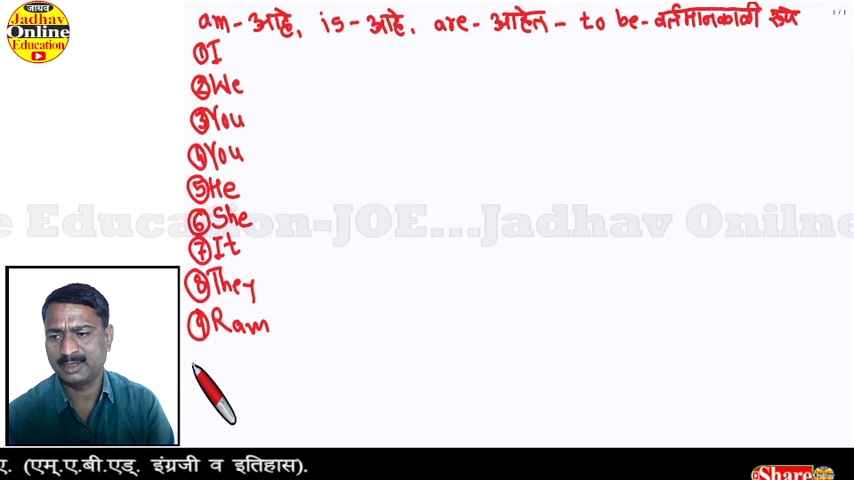 जाधव
Jadhav
Online
Education
am - आहे, is - आहे, are - आहेत - to be - वर्तमानकाळी रूपे
1/1
① I
② We
③ You
④ You
⑤ He
⑥ She
⑦ It
⑧ They
⑨ Ram
e Education-JOE...Jadhav Onilne
ए. (एम्.ए.बी.एड्. इंग्रजी व इतिहास).
Share